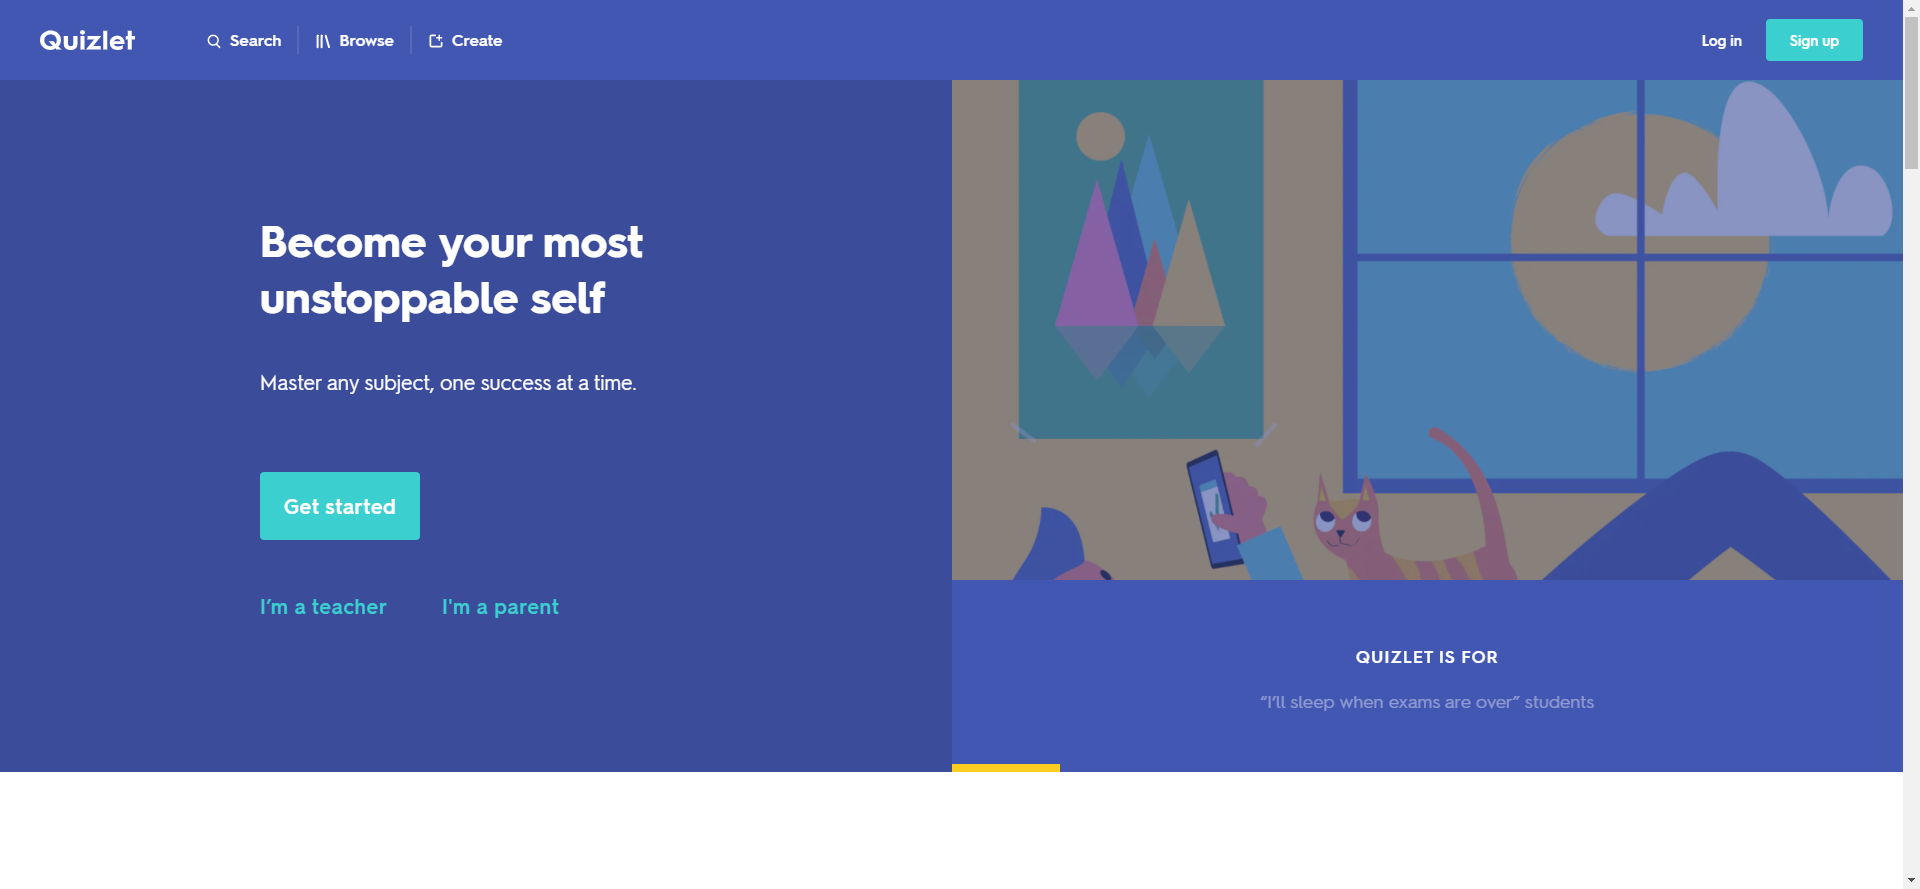 Quizlet
Search
Browse
Create
Log in
Sign up
Become your most
unstoppable self
Master any subject, one success at a time.
Get started
I’m a teacher
I'm a parent
QUIZLET IS FOR
“I’ll sleep when exams are over” students